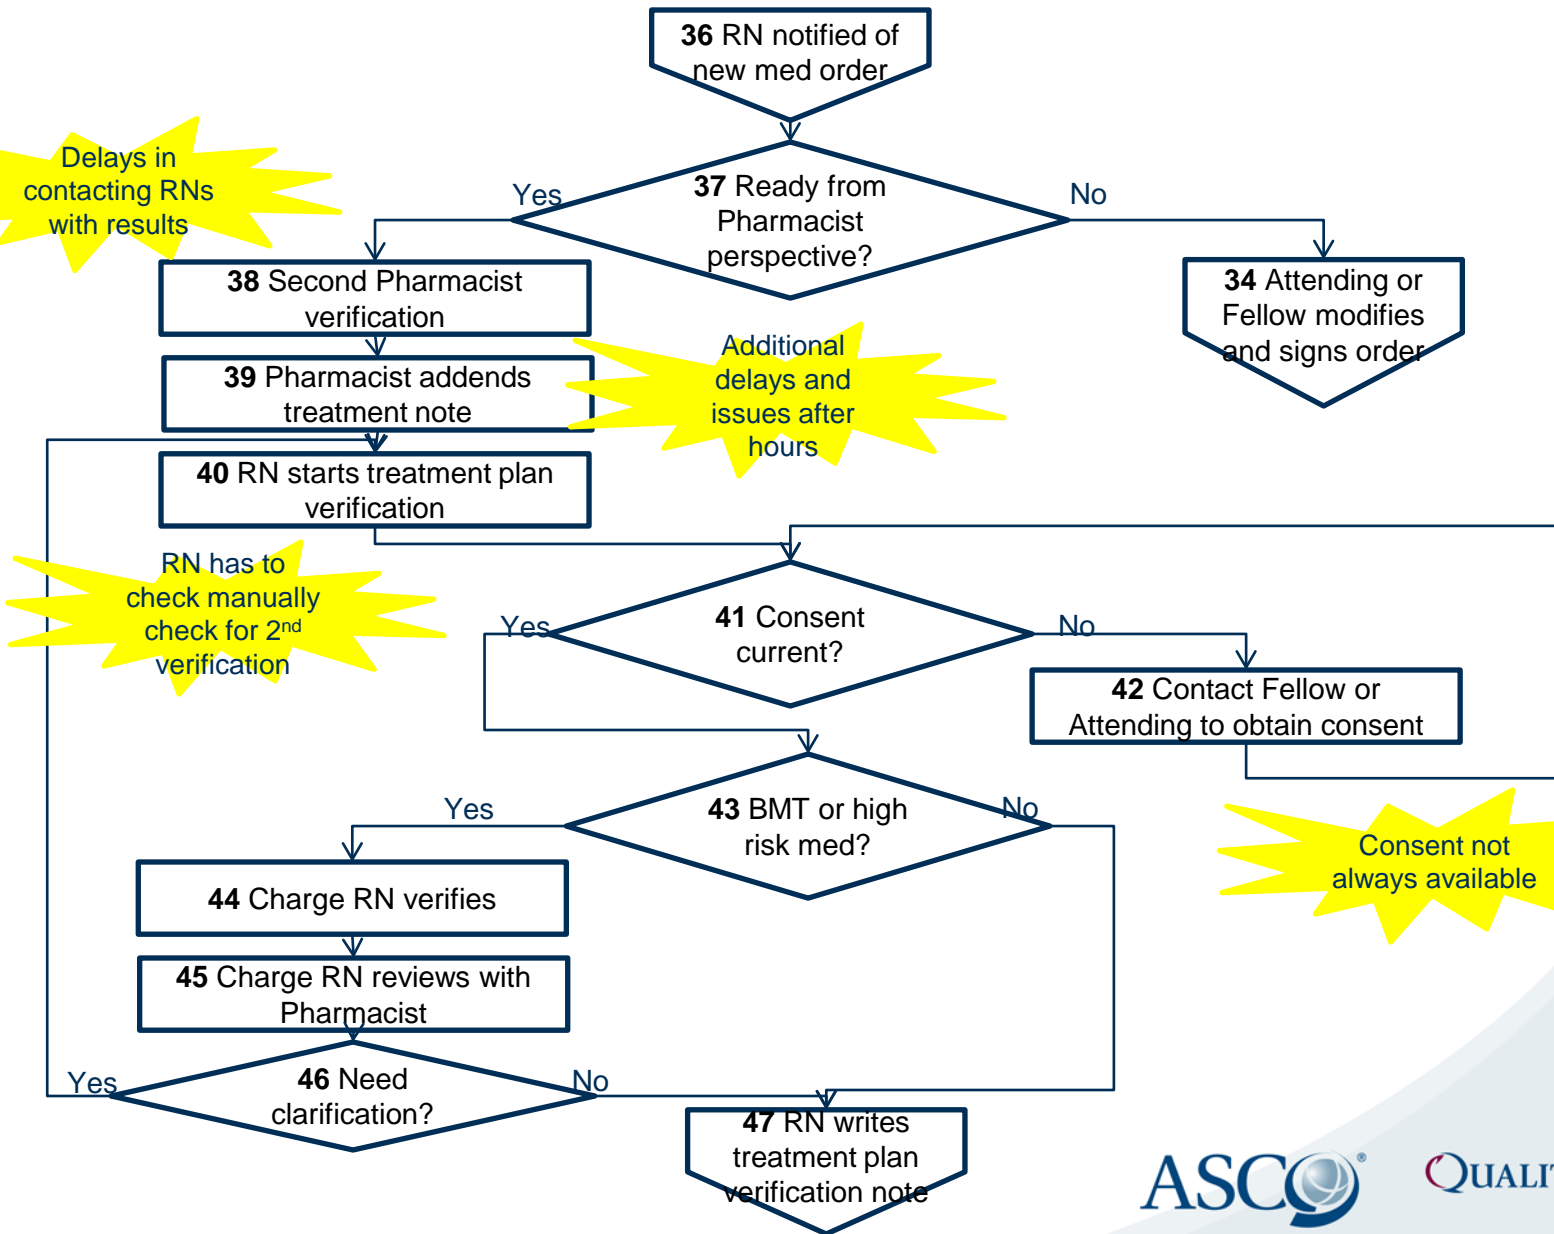 36 RN notified of
new med order
Delays in
contacting RNs
with results
Yes
37 Ready from
Pharmacist
perspective?
No
38 Second Pharmacist
verification
34 Attending or
Fellow modifies
and signs order
39 Pharmacist addends
treatment note
Additional
delays and
issues after
hours
40 RN starts treatment plan
verification
RN has to
check manually
check for 2nd
verification
Yes
41 Consent
current?
No
42 Contact Fellow or
Attending to obtain consent
Yes
43 BMT or high
risk med?
No
Consent not
always available
44 Charge RN verifies
45 Charge RN reviews with
Pharmacist
Yes
46 Need
clarification?
No
47 RN writes
treatment plan
verification note
ASCO®
QUALIT